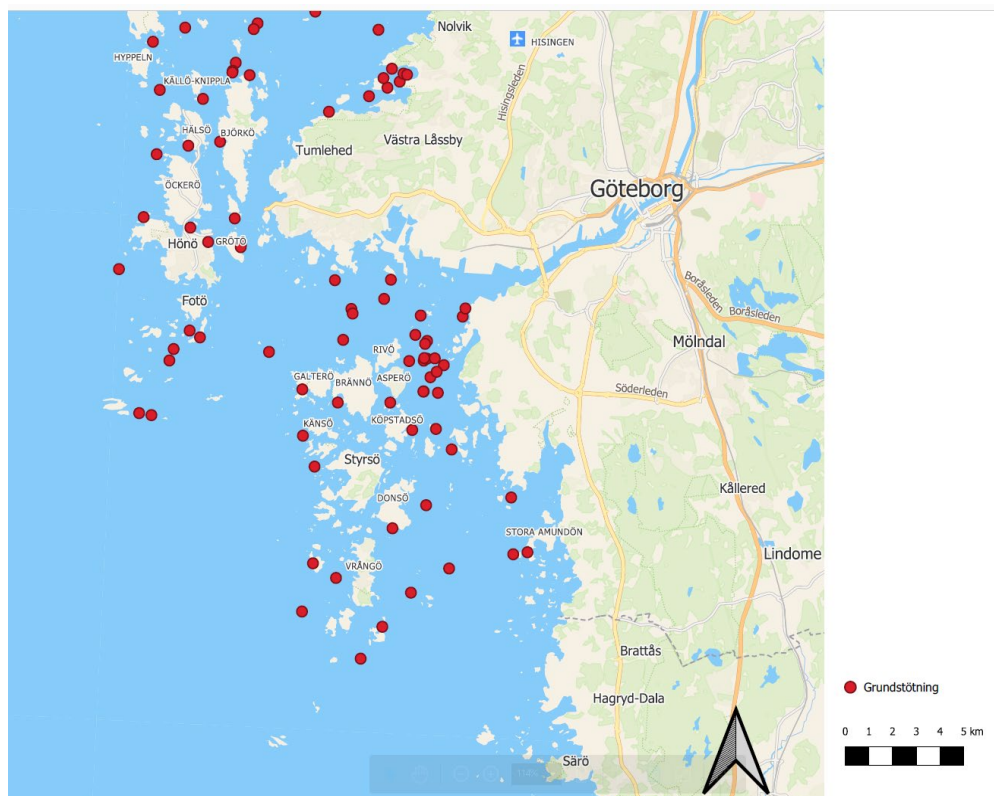 Nolvik
HISINGEN
HYPPELN
KÄLLÖ-KNIPPLA
Hisingsleden
HÄLSÖ
BJÖRKÖ
Västra Låssby
Tumlehed
ÖCKERÖ
Göteborg
Hönö
GRÖTÖ
Boråsleden
Fotö
Boråsleden
Mölndal
RIVÖ
GALTERÖ
BRÄNNÖ
ASPERÖ
Söderleden
KÄNSÖ
KÖPSTADSÖ
Styrsö
Kållered
DONSÖ
STORA AMUNDÖN
Lindome
VRÅNGÖ
Brattås
Grundstötning
Hagryd-Dala
0 1 2 3 4 5 km
Särö
114%